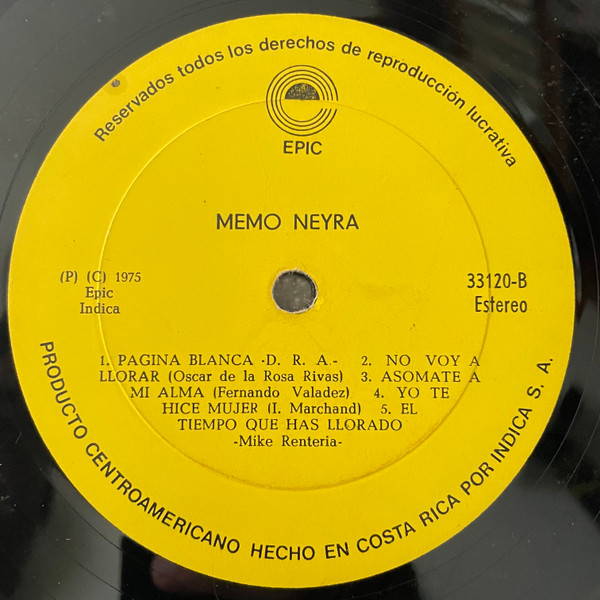 Reservados todos los derechos de reproducción lucrativa
EPIC
MEMO NEYRA
(P) (C) 1975
Epic
Indica
33120-B
Estereo
1. PAGINA BLANCA -D. R. A.- 2. NO VOY A
LLORAR (Oscar de la Rosa Rivas) 3. ASOMATE A
MI ALMA (Fernando Valadez) 4. YO TE
HICE MUJER (I. Marchand) 5. EL
TIEMPO QUE HAS LLORADO
-Mike Renteria-
PRODUCTO CENTROAMERICANO HECHO EN COSTA RICA POR INDICA S. A.